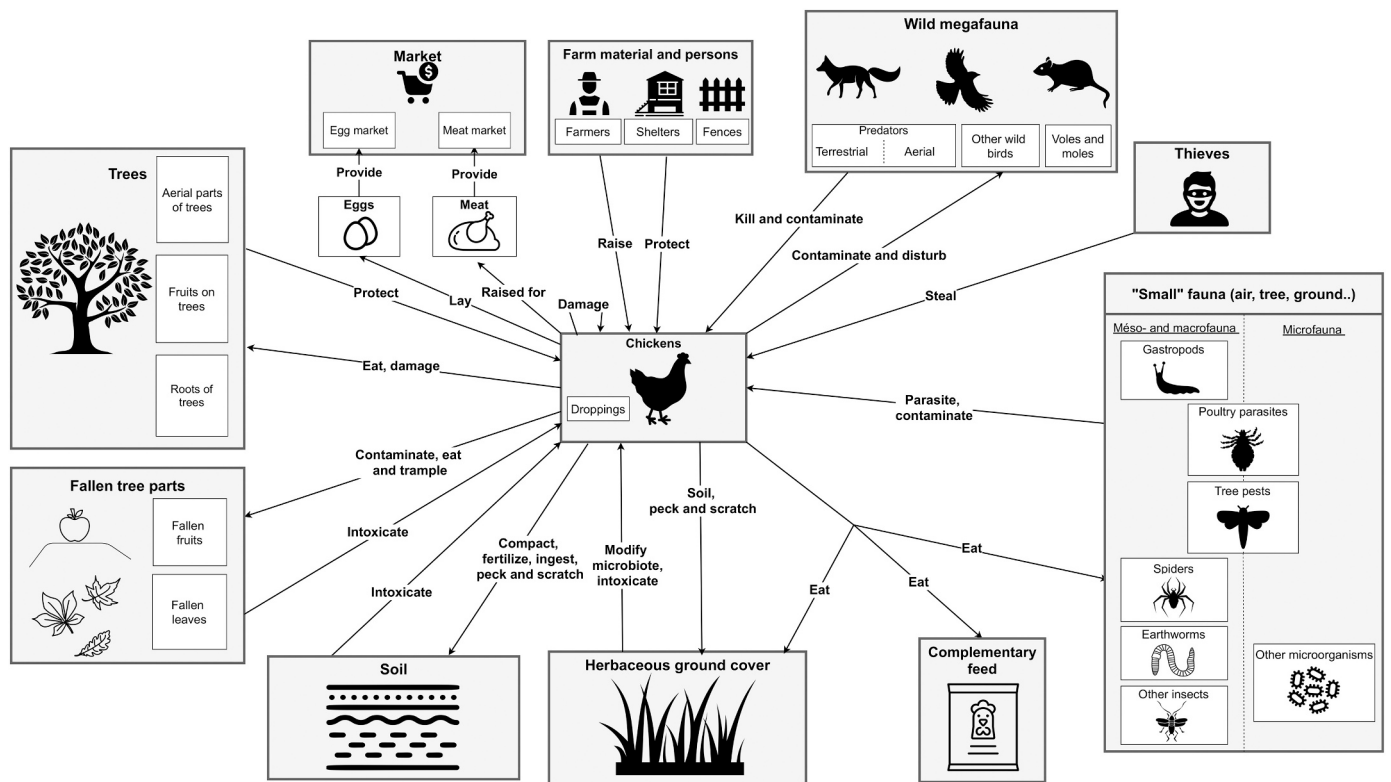 Wild megafauna
Predators
Terrestrial
Aerial
Other wild
birds
Voles and
moles
Market
$
Egg market
Meat market
Provide
Provide
Eggs
Meat
Farm material and persons
Farmers
Shelters
Fences
Thieves
Trees
Aerial parts
of trees
Fruits on
trees
Roots of
trees
Kill and contaminate
Contaminate and disturb
Raise
Protect
Steal
Protect
Lay
Raised for
Damage
Eat, damage
Chickens
Droppings
Parasite,
contaminate
"Small" fauna (air, tree, ground..)
Méso- and macrofauna
Microfauna
Gastropods
Poultry parasites
Tree pests
Spiders
Earthworms
Other insects
Other microorganisms
Fallen tree parts
Fallen
fruits
Fallen
leaves
Contaminate, eat
and trample
Intoxicate
Intoxicate
Compact,
fertilize, ingest,
peck and scratch
Modify
microbiote,
intoxicate
Soil,
peck and scratch
Eat
Eat
Eat
Soil
Herbaceous ground cover
Complementary
feed